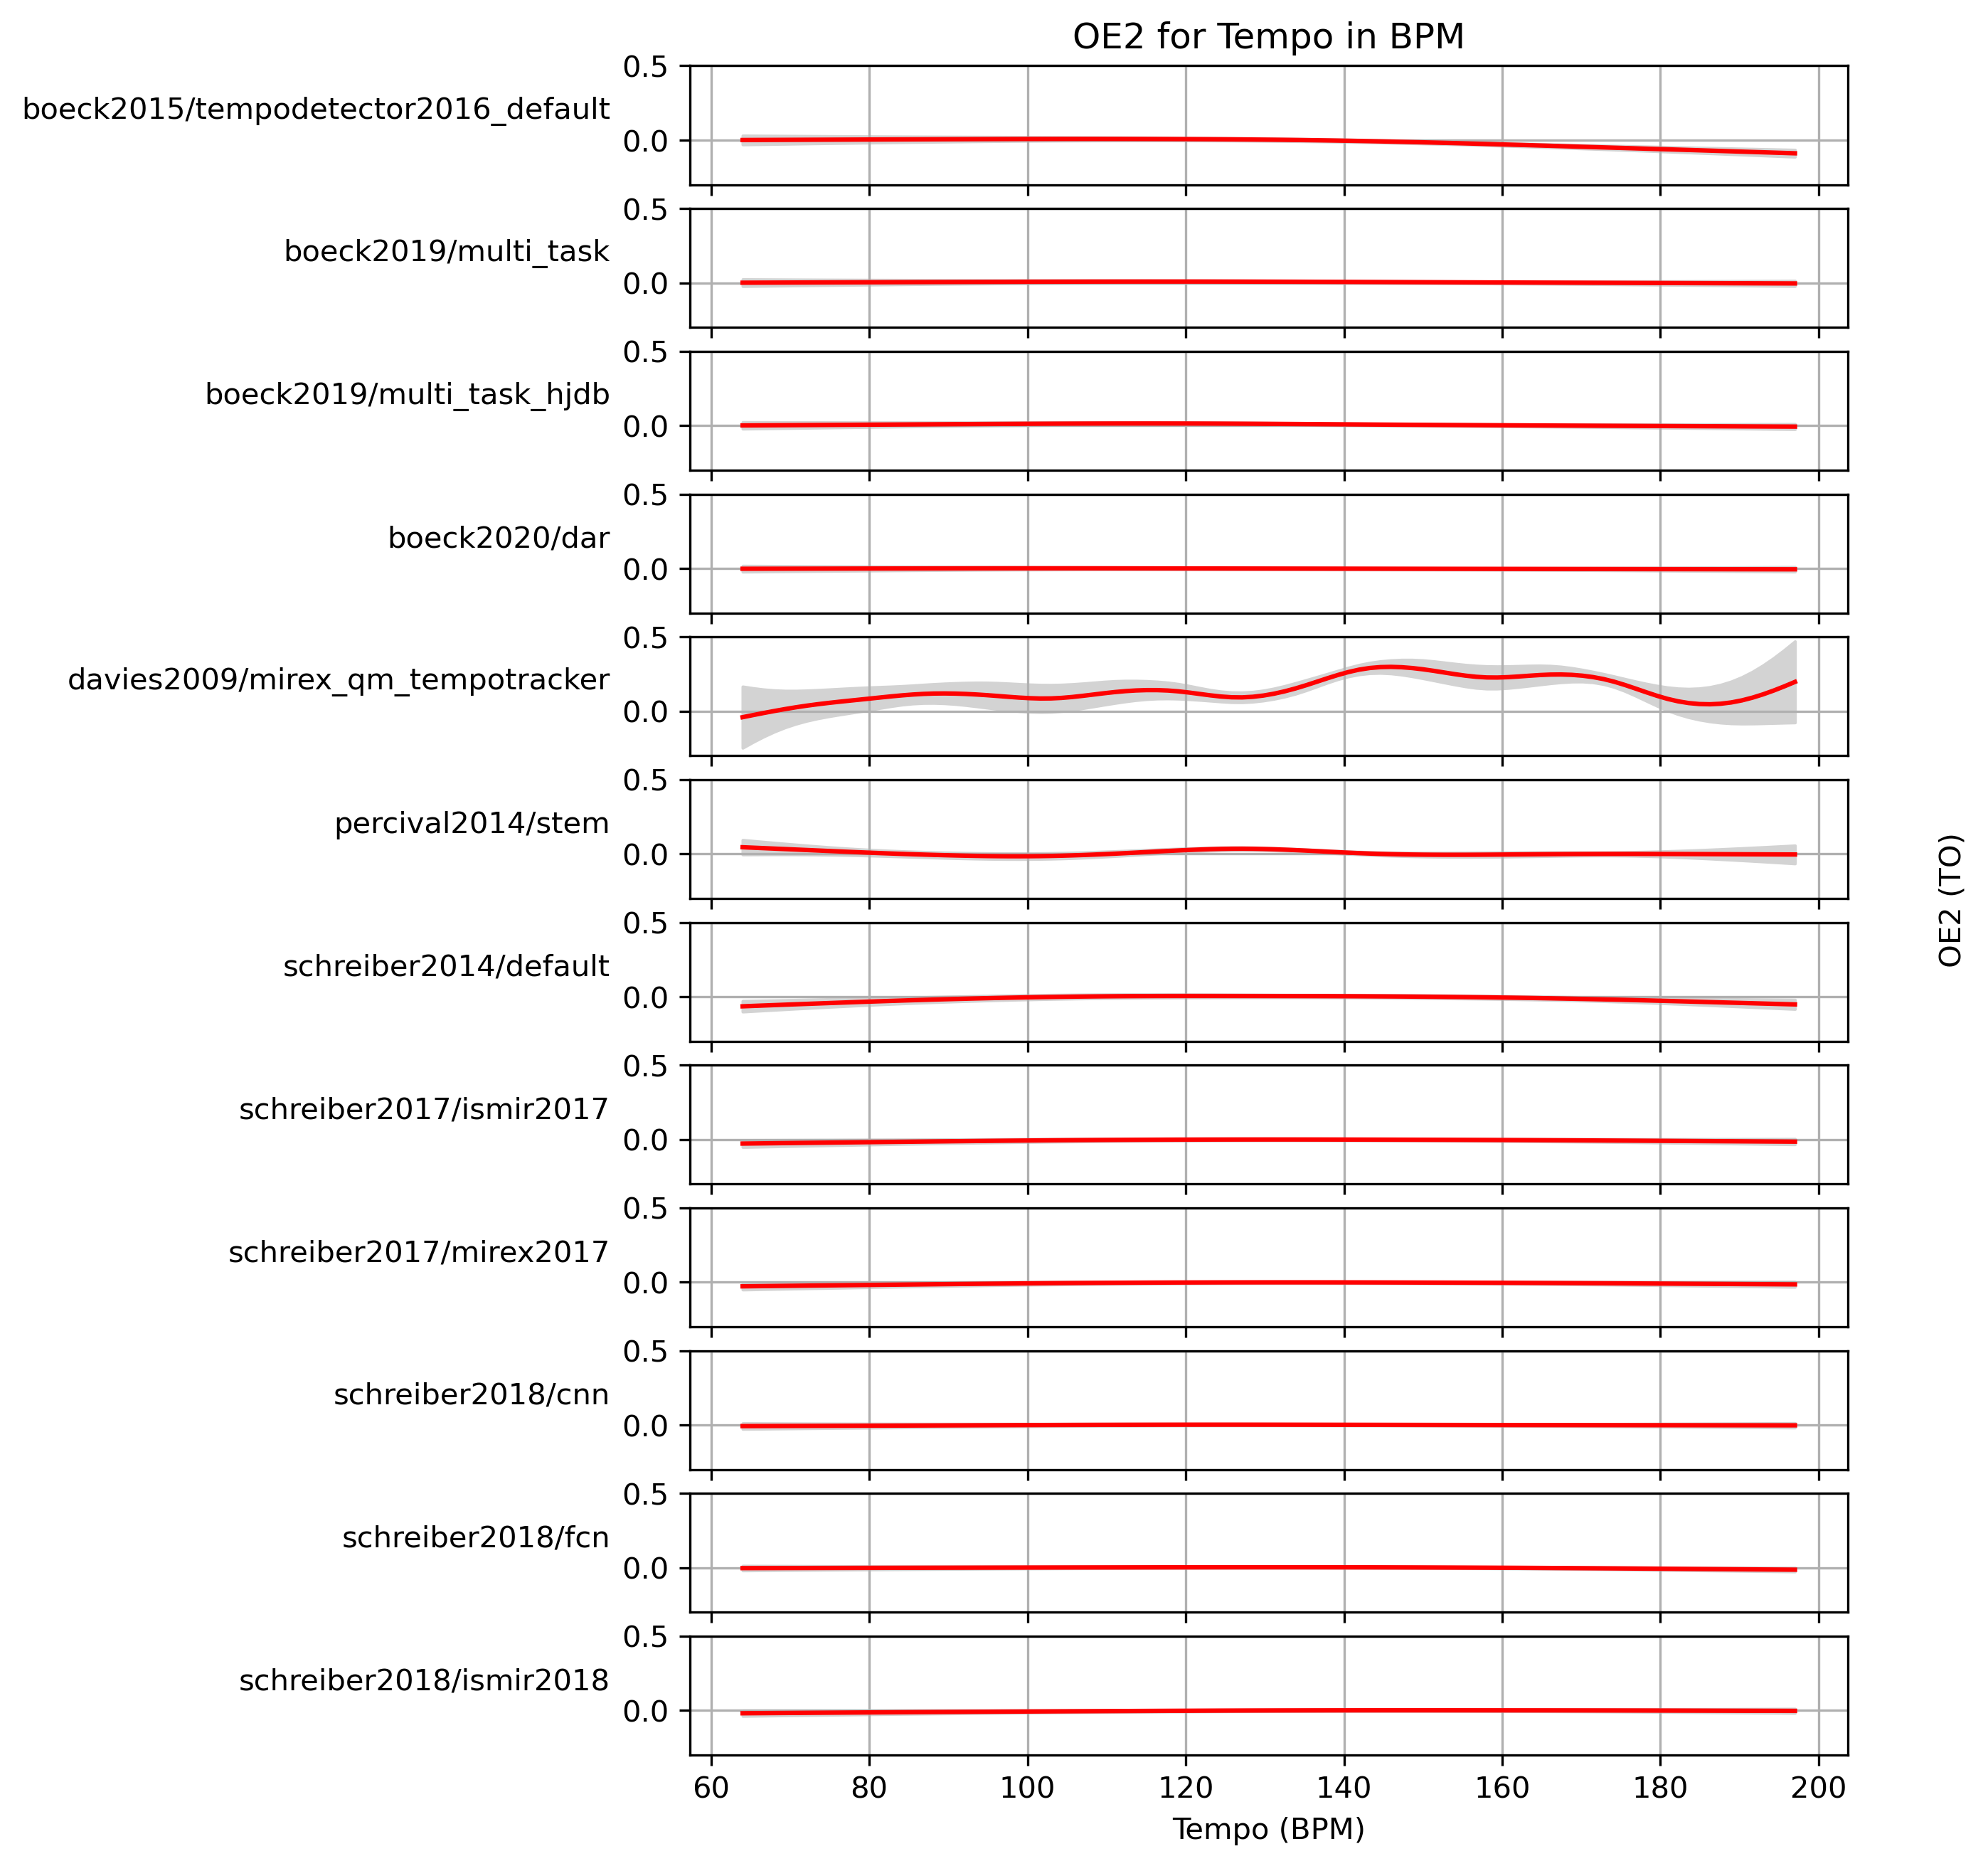 OE2 for Tempo in BPM
0.5
boeck2015/tempodetector2016_default
0.0
0.5
boeck2019/multi_task
0.0
0.5
boeck2019/multi_task_hjdb
0.0
0.5
boeck2020/dar
0.0
0.5
davies2009/mirex_qm_tempotracker
0.0
0.5
percival2014/stem
0.0
OE2 (TO)
0.5
schreiber2014/default
0.0
0.5
schreiber2017/ismir2017
0.0
0.5
schreiber2017/mirex2017
0.0
0.5
schreiber2018/cnn
0.0
0.5
schreiber2018/fcn
0.0
0.5
schreiber2018/ismir2018
0.0
60 80 100 120 140 160 180 200
Tempo (BPM)